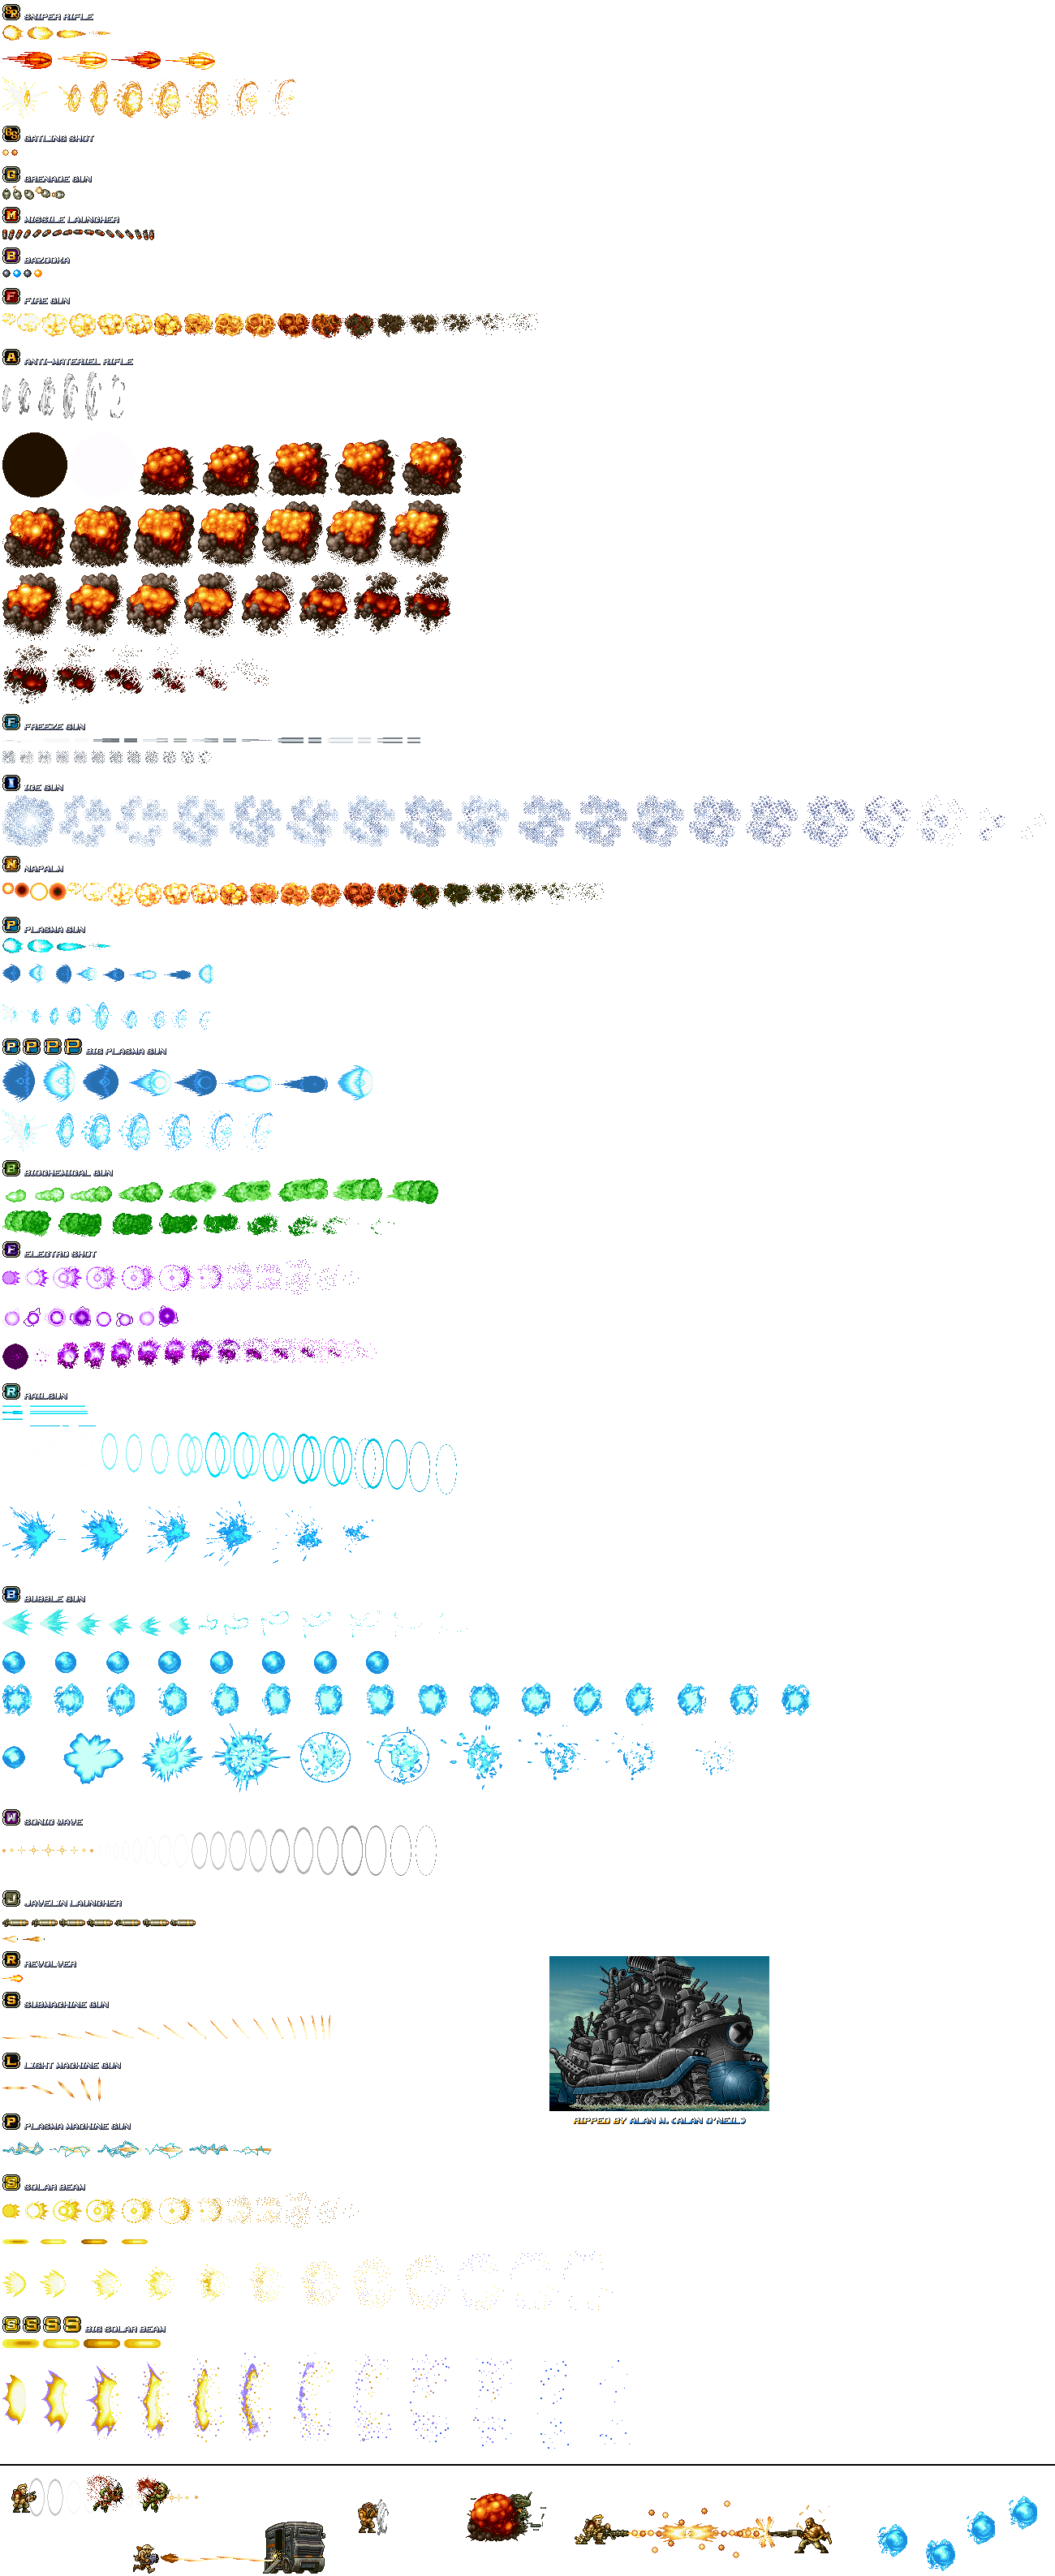 SR SNIPER RIFLE
GS GATLING SHOT
G GRENADE GUN
M MISSILE LAUNCHER
B BAZOOKA
F FIRE GUN
A ANTI-MATERIEL RIFLE
F FREEZE GUN
I ICE GUN
N NAPALM
P PLASMA GUN
P P P P BIG PLASMA GUN
B BIOCHEMICAL GUN
E ELECTRO SHOT
R RAILGUN
B BUBBLE GUN
W SONIC WAVE
J JAVELIN LAUNCHER
R REVOLVER
S SUBMACHINE GUN
L LIGHT MACHINE GUN
RIPPED BY ALAN M. (ALAN O'NEIL)
P PLASMA MACHINE GUN
S SOLAR BEAM
S S S S BIG SOLAR BEAM